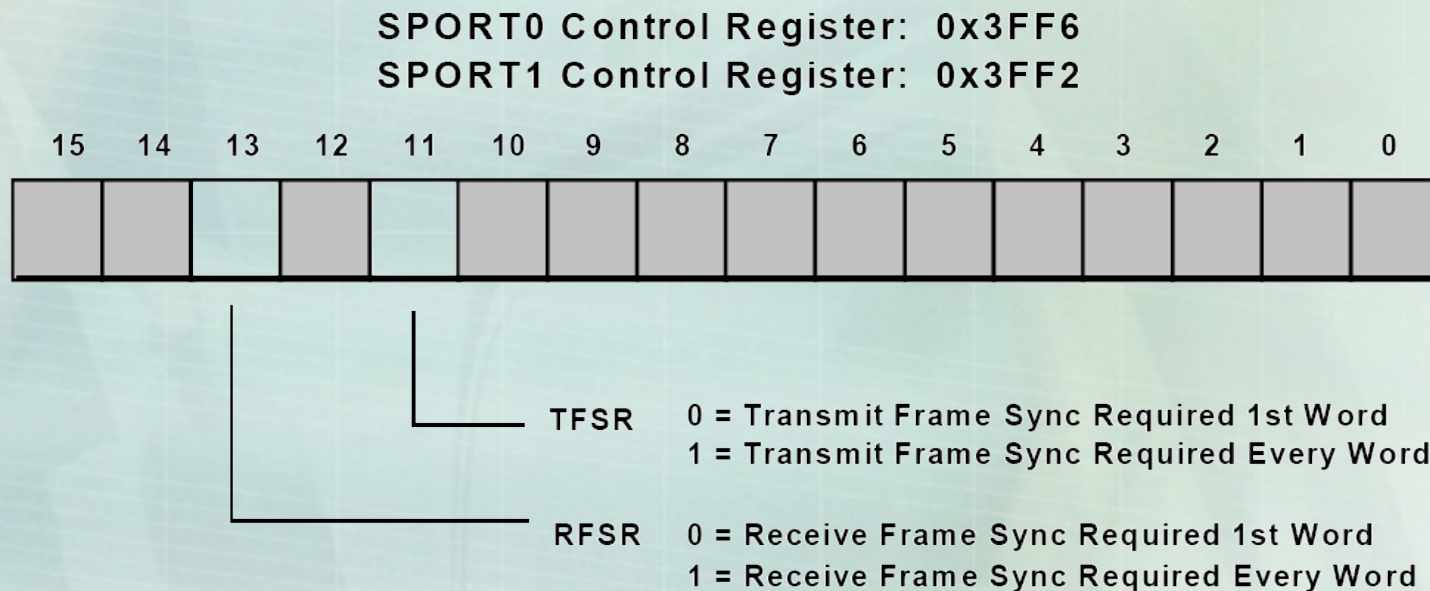 SPORT0 Control Register: 0x3FF6
SPORT1 Control Register: 0x3FF2
15 14 13 12 11 10 9 8 7 6 5 4 3 2 1 0
TFSR 0 = Transmit Frame Sync Required 1st Word
1 = Transmit Frame Sync Required Every Word
RFSR 0 = Receive Frame Sync Required 1st Word
1 = Receive Frame Sync Required Every Word